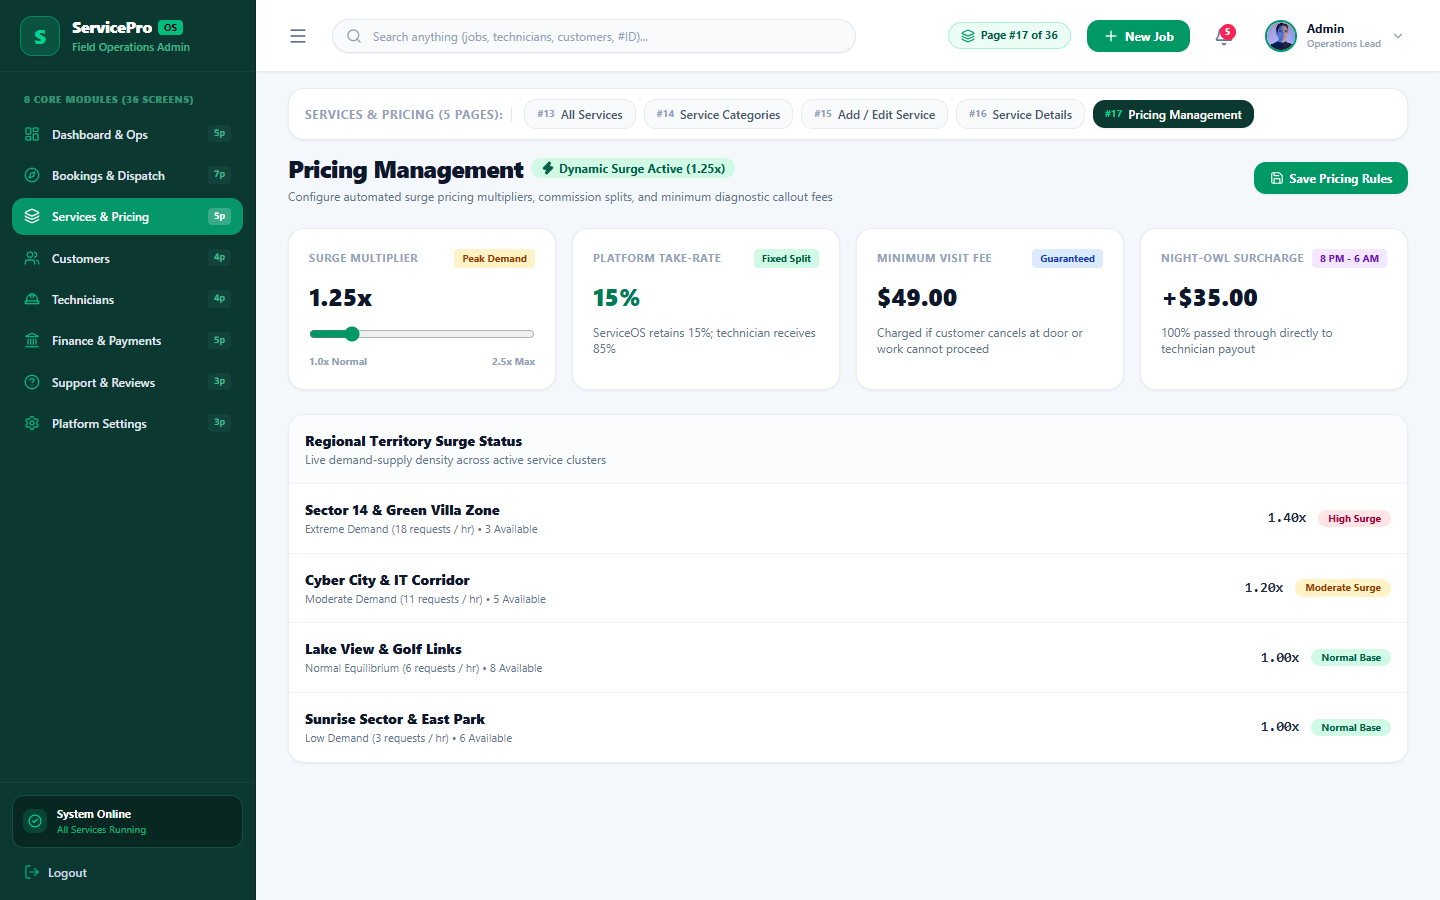 S
ServicePro OS
Field Operations Admin
8 CORE MODULES (36 SCREENS)
Dashboard & Ops 5p
Bookings & Dispatch 7p
Services & Pricing 5p
Customers 4p
Technicians 4p
Finance & Payments 5p
Support & Reviews 3p
Platform Settings 3p
System Online
All Services Running
Logout
Search anything (jobs, technicians, customers, #ID)...
Page #17 of 36
New Job
5
Admin
Operations Lead
SERVICES & PRICING (5 PAGES):
#13 All Services
#14 Service Categories
#15 Add / Edit Service
#16 Service Details
#17 Pricing Management
Pricing Management
Dynamic Surge Active (1.25x)
Configure automated surge pricing multipliers, commission splits, and minimum diagnostic callout fees
Save Pricing Rules
SURGE MULTIPLIER
Peak Demand
1.25x
1.0x Normal
2.5x Max
PLATFORM TAKE-RATE
Fixed Split
15%
ServiceOS retains 15%; technician receives
85%
MINIMUM VISIT FEE
Guaranteed
$49.00
Charged if customer cancels at door or
work cannot proceed
NIGHT-OWL SURCHARGE
8 PM - 6 AM
+$35.00
100% passed through directly to
technician payout
Regional Territory Surge Status
Live demand-supply density across active service clusters
Sector 14 & Green Villa Zone
Extreme Demand (18 requests / hr) • 3 Available
1.40x High Surge
Cyber City & IT Corridor
Moderate Demand (11 requests / hr) • 5 Available
1.20x Moderate Surge
Lake View & Golf Links
Normal Equilibrium (6 requests / hr) • 8 Available
1.00x Normal Base
Sunrise Sector & East Park
Low Demand (3 requests / hr) • 6 Available
1.00x Normal Base